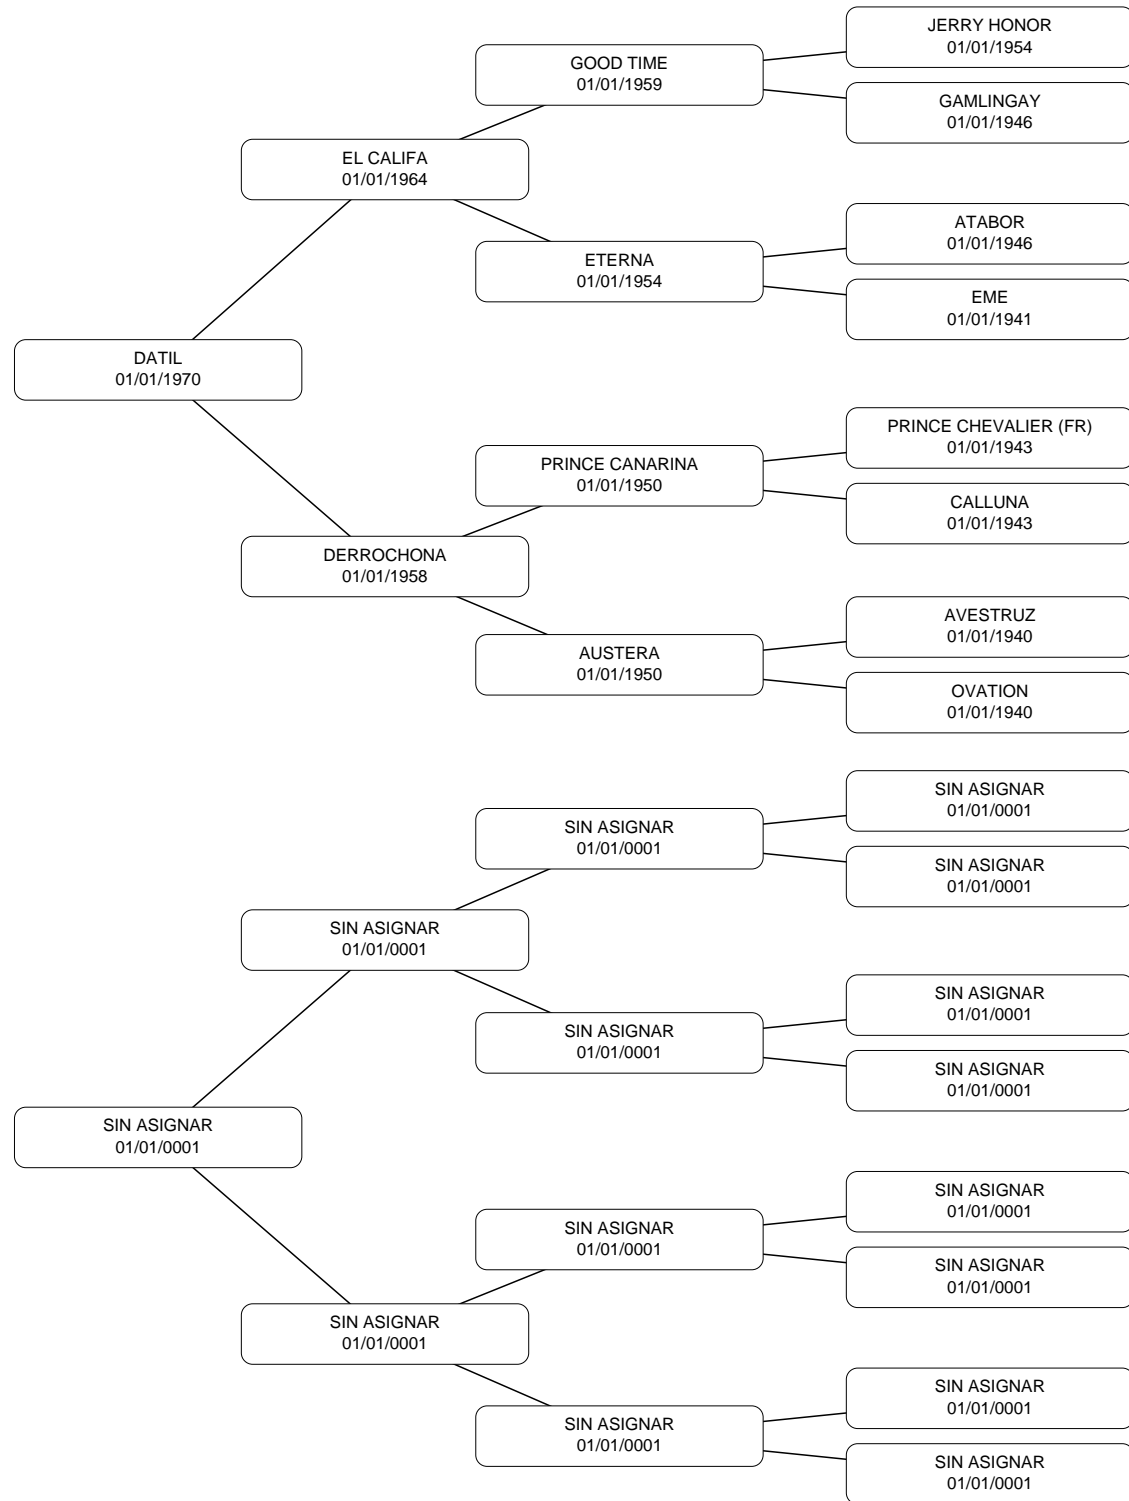 JERRY HONOR
01/01/1954
GOOD TIME
01/01/1959
GAMLINGAY
01/01/1946
EL CALIFA
01/01/1964
ATABOR
01/01/1946
ETERNA
01/01/1954
EME
01/01/1941
DATIL
01/01/1970
PRINCE CHEVALIER (FR)
01/01/1943
PRINCE CANARINA
01/01/1950
CALLUNA
01/01/1943
DERROCHONA
01/01/1958
AVESTRUZ
01/01/1940
AUSTERA
01/01/1950
OVATION
01/01/1940
SIN ASIGNAR
01/01/0001
SIN ASIGNAR
01/01/0001
SIN ASIGNAR
01/01/0001
SIN ASIGNAR
01/01/0001
SIN ASIGNAR
01/01/0001
SIN ASIGNAR
01/01/0001
SIN ASIGNAR
01/01/0001
SIN ASIGNAR
01/01/0001
SIN ASIGNAR
01/01/0001
SIN ASIGNAR
01/01/0001
SIN ASIGNAR
01/01/0001
SIN ASIGNAR
01/01/0001
SIN ASIGNAR
01/01/0001
SIN ASIGNAR
01/01/0001
SIN ASIGNAR
01/01/0001